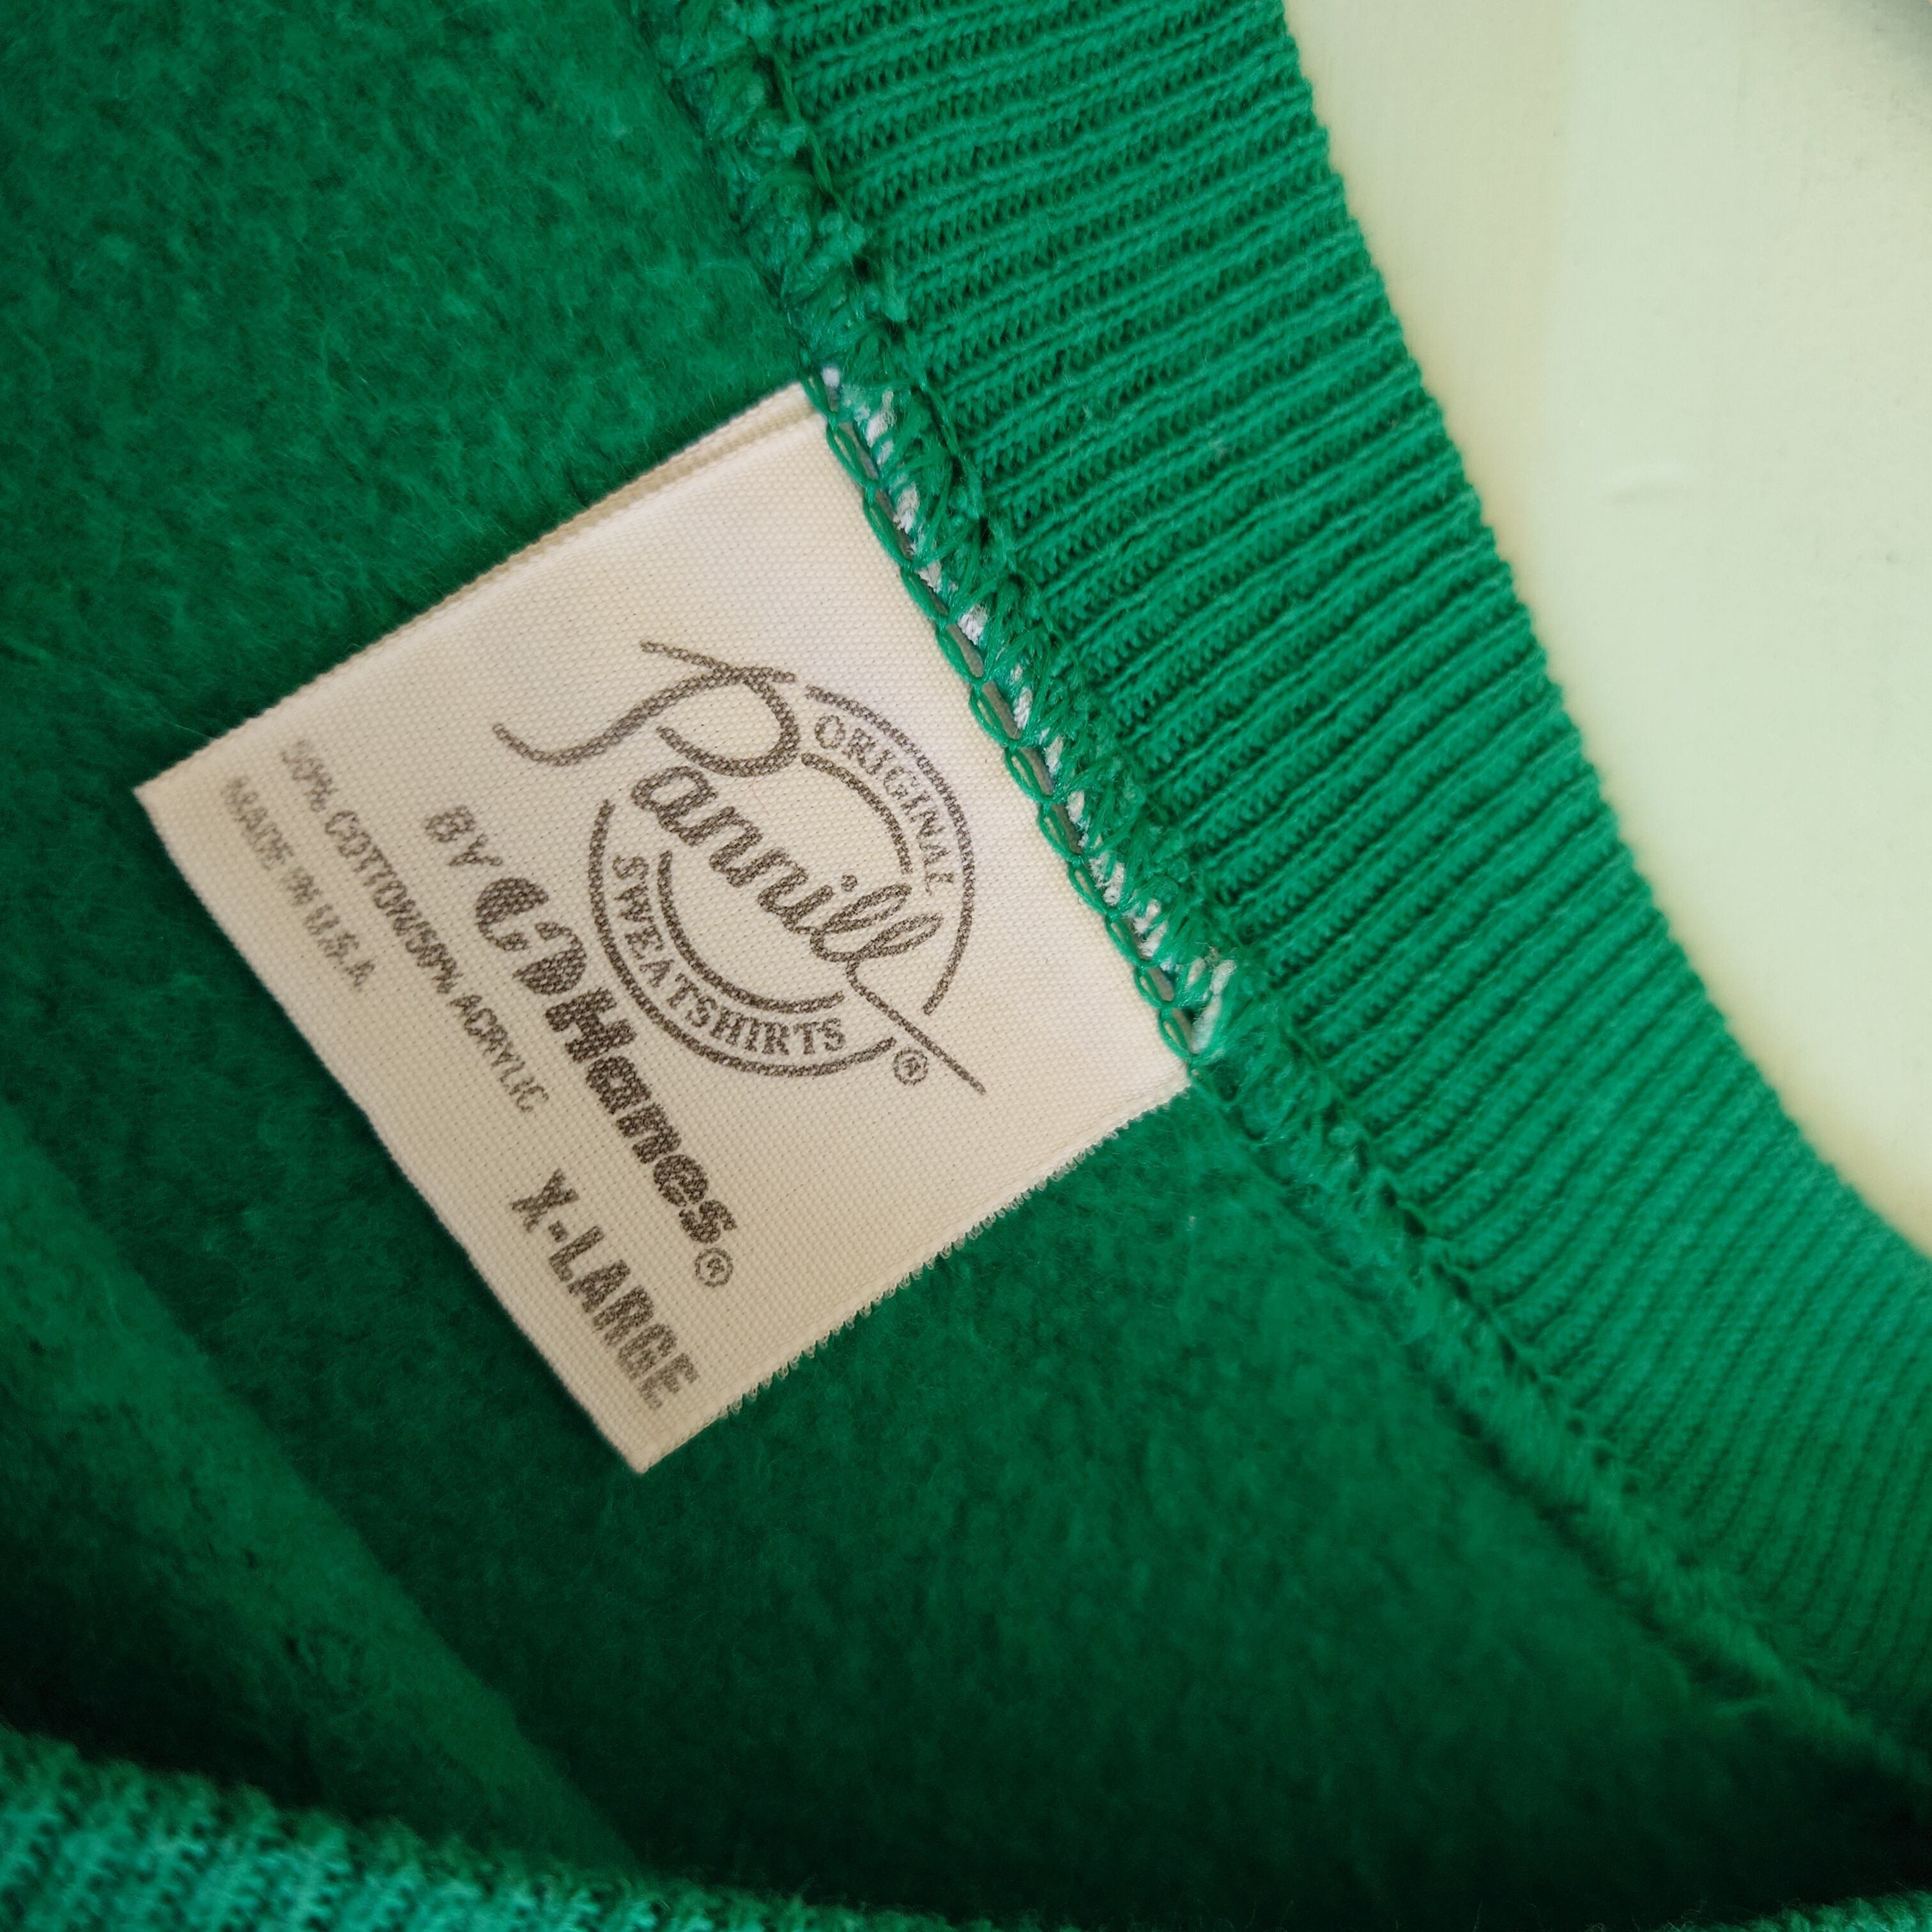 ORIGINAL
Pannill
SWEATSHIRTS ®
BY Hanes®
50% COTTON/50% ACRYLIC
MADE IN U.S.A.
X-LARGE